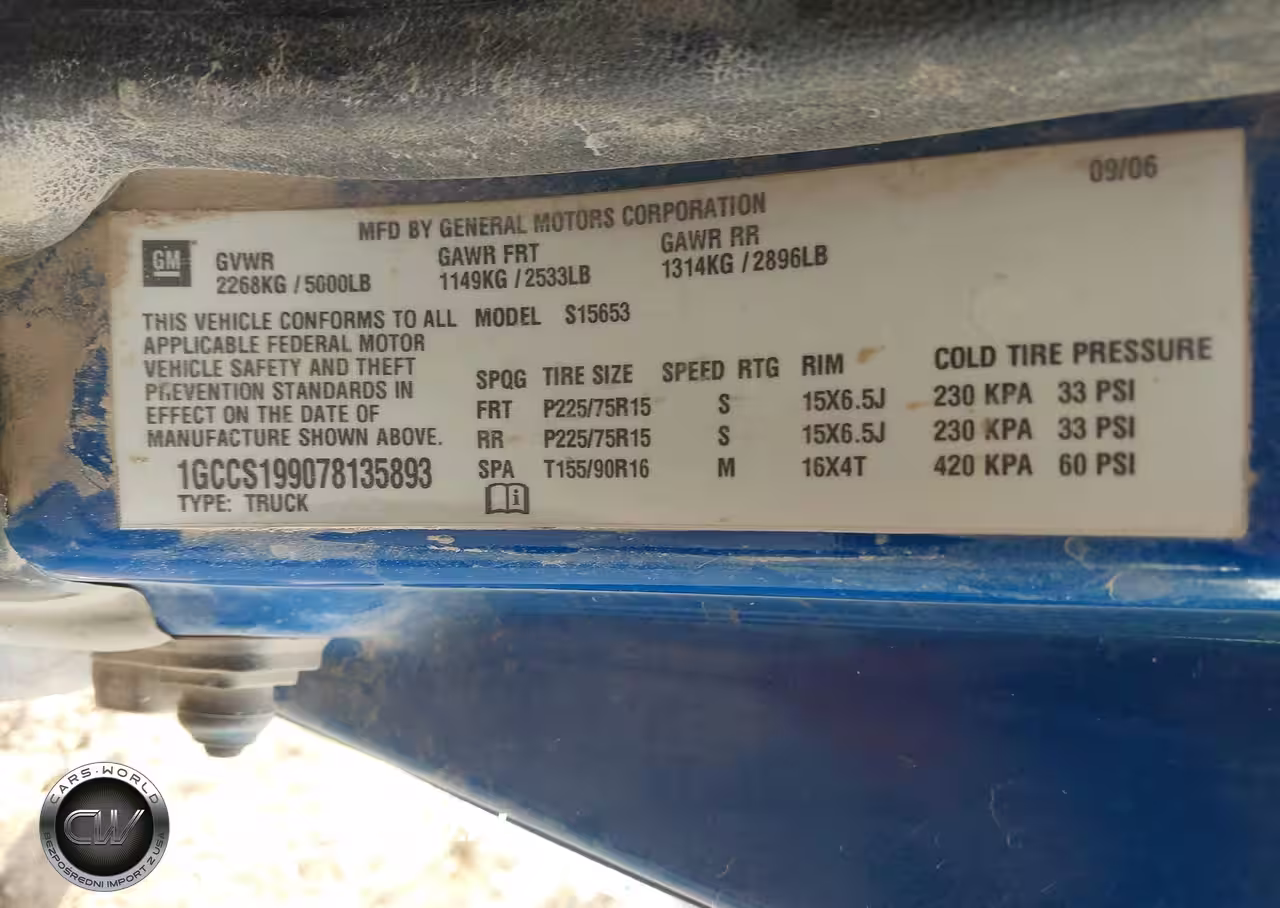 09/06
MFD BY GENERAL MOTORS CORPORATION
GM
GVWR GAWR FRT GAWR RR
2268KG / 5000LB 1149KG / 2533LB 1314KG / 2896LB
THIS VEHICLE CONFORMS TO ALL MODEL S15653
APPLICABLE FEDERAL MOTOR
VEHICLE SAFETY AND THEFT
PREVENTION STANDARDS IN
EFFECT ON THE DATE OF
MANUFACTURE SHOWN ABOVE.
1GCCS199078135893
TYPE: TRUCK
SPQG TIRE SIZE SPEED RTG RIM COLD TIRE PRESSURE
FRT P225/75R15 S 15X6.5J 230 KPA 33 PSI
RR P225/75R15 S 15X6.5J 230 KPA 33 PSI
SPA T155/90R16 M 16X4T 420 KPA 60 PSI
i
CARS·WORLD
CW
BEZPOŚREDNI IMPORT Z USA